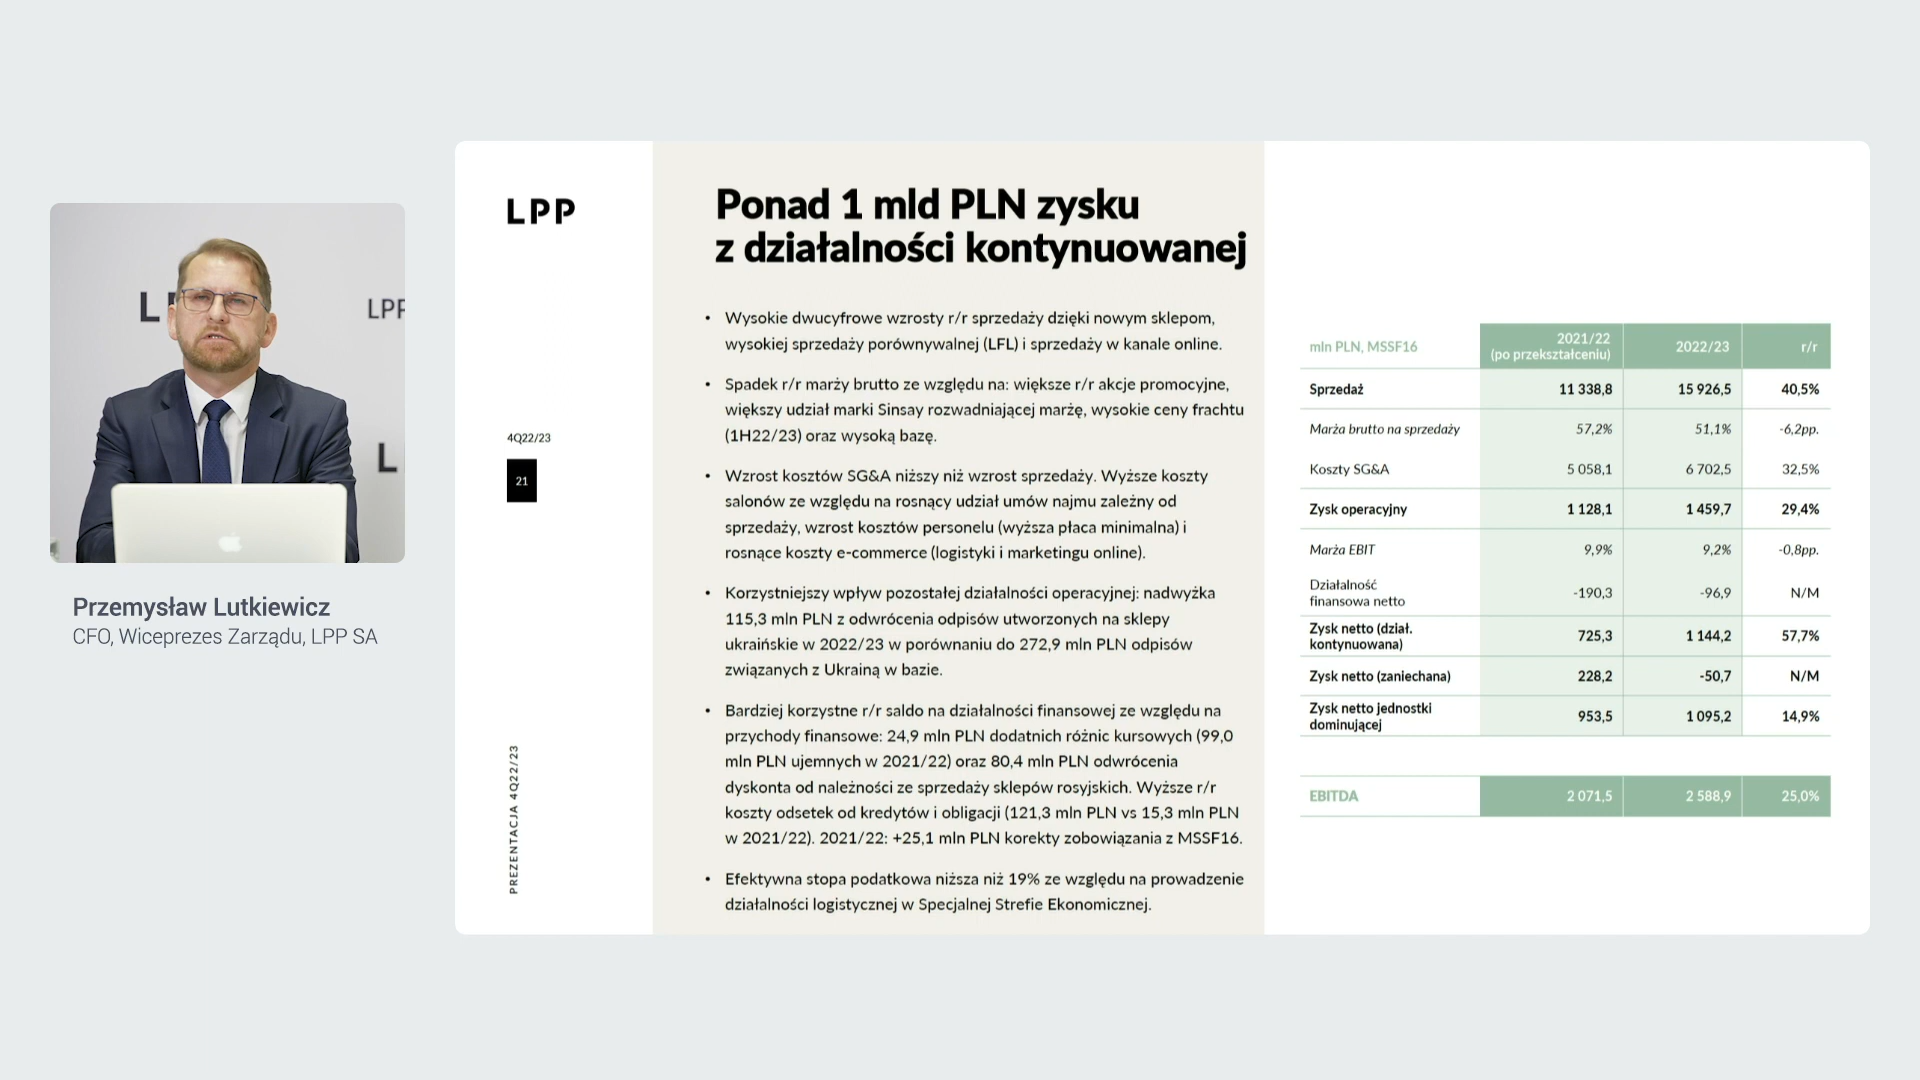 LPP
LPP
L
Przemysław Lutkiewicz
CFO, Wiceprezes Zarządu, LPP SA
LPP
4Q22/23
21
PREZENTACJA 4Q22/23
Ponad 1 mld PLN zysku
z działalności kontynuowanej
• Wysokie dwucyfrowe wzrosty r/r sprzedaży dzięki nowym sklepom,
wysokiej sprzedaży porównywalnej (LFL) i sprzedaży w kanale online.
• Spadek r/r marży brutto ze względu na: większe r/r akcje promocyjne,
większy udział marki Sinsay rozwadniającej marżę, wysokie ceny frachtu
(1H22/23) oraz wysoką bazę.
• Wzrost kosztów SG&A niższy niż wzrost sprzedaży. Wyższe koszty
salonów ze względu na rosnący udział umów najmu zależny od
sprzedaży, wzrost kosztów personelu (wyższa płaca minimalna) i
rosnące koszty e-commerce (logistyki i marketingu online).
• Korzystniejszy wpływ pozostałej działalności operacyjnej: nadwyżka
115,3 mln PLN z odwrócenia odpisów utworzonych na sklepy
ukraińskie w 2022/23 w porównaniu do 272,9 mln PLN odpisów
związanych z Ukrainą w bazie.
• Bardziej korzystne r/r saldo na działalności finansowej ze względu na
przychody finansowe: 24,9 mln PLN dodatnich różnic kursowych (99,0
mln PLN ujemnych w 2021/22) oraz 80,4 mln PLN odwrócenia
dyskonta od należności ze sprzedaży sklepów rosyjskich. Wyższe r/r
koszty odsetek od kredytów i obligacji (121,3 mln PLN vs 15,3 mln PLN
w 2021/22). 2021/22: +25,1 mln PLN korekty zobowiązania z MSSF16.
• Efektywna stopa podatkowa niższa niż 19% ze względu na prowadzenie
działalności logistycznej w Specjalnej Strefie Ekonomicznej.
mln PLN, MSSF16 2021/22 (po przekształceniu) 2022/23 r/r
Sprzedaż 11 338,8 15 926,5 40,5%
Marża brutto na sprzedaży 57,2% 51,1% -6,2pp.
Koszty SG&A 5 058,1 6 702,5 32,5%
Zysk operacyjny 1 128,1 1 459,7 29,4%
Marża EBIT 9,9% 9,2% -0,8pp.
Działalność
finansowa netto -190,3 -96,9 N/M
Zysk netto (dział.
kontynuowana) 725,3 1 144,2 57,7%
Zysk netto (zaniechana) 228,2 -50,7 N/M
Zysk netto jednostki
dominującej 953,5 1 095,2 14,9%
EBITDA 2 071,5 2 588,9 25,0%